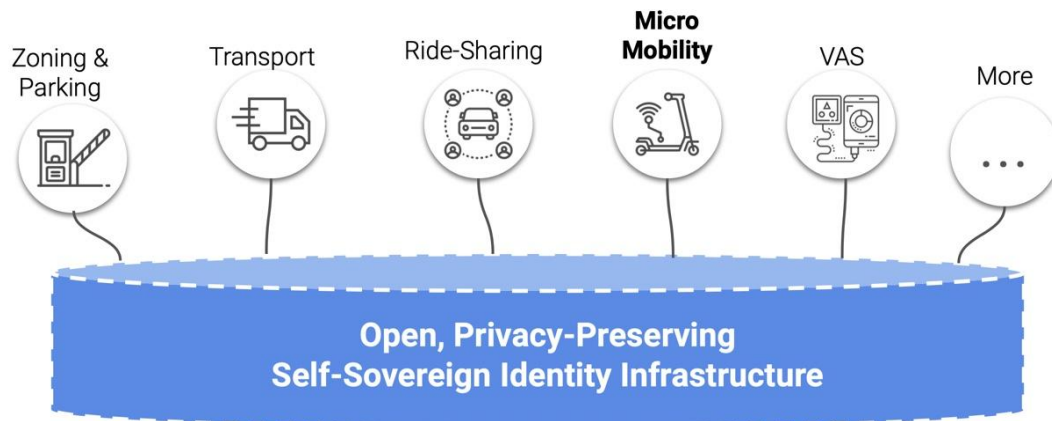 Zoning &
Parking
Transport
Ride-Sharing
Micro
Mobility
VAS
More
Open, Privacy-Preserving
Self-Sovereign Identity Infrastructure